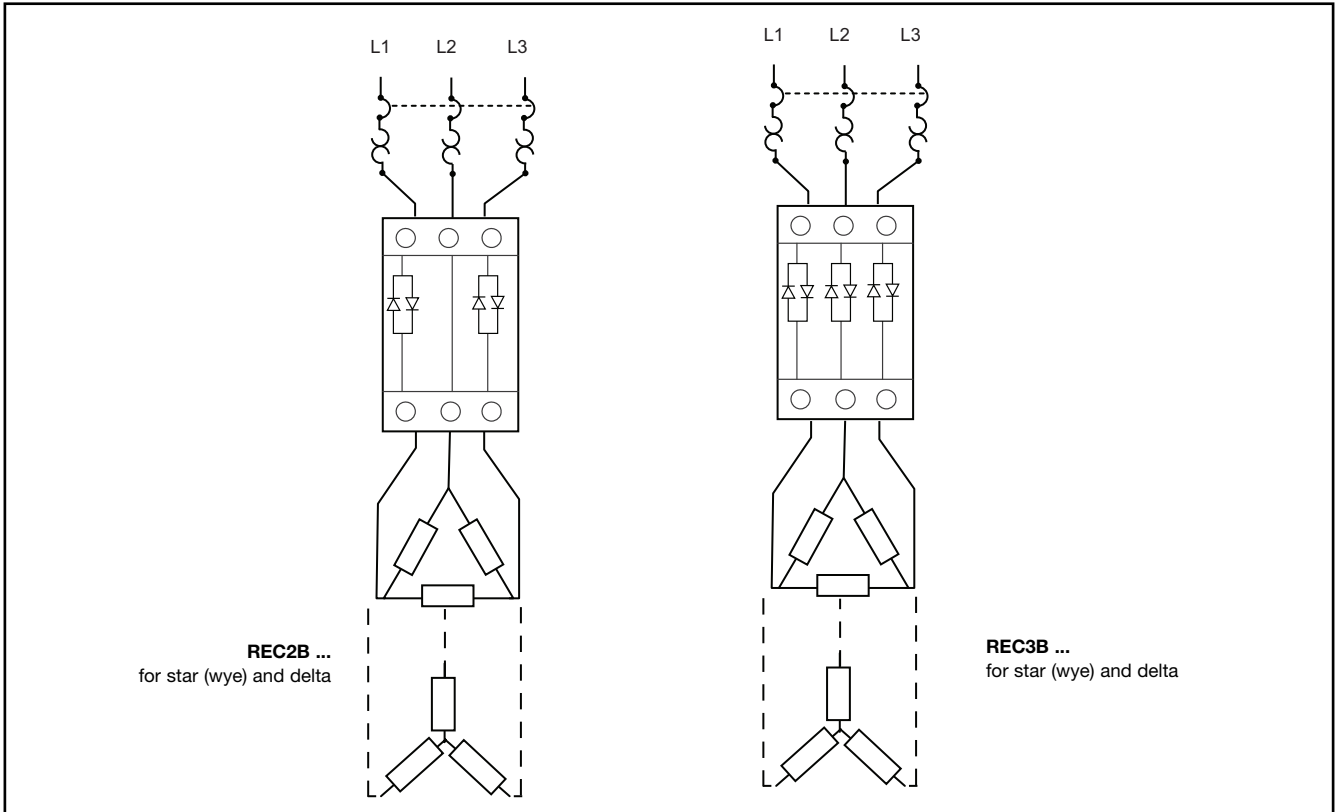 L1 L2 L3
L1 L2 L3
REC2B ...
for star (wye) and delta
REC3B ...
for star (wye) and delta